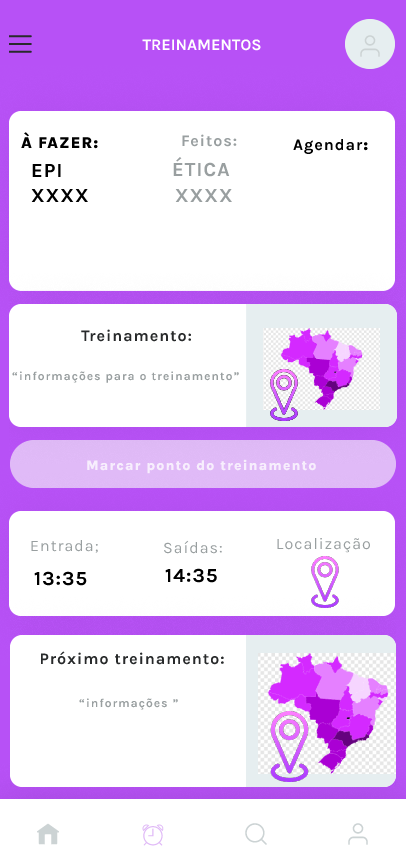 TREINAMENTOS
À FAZER:
EPI
XXXX
Feitos:
ÉTICA
XXXX
Agendar:
Treinamento:
“informações para o treinamento”
Marcar ponto do treinamento
Entrada;
13:35
Saídas:
14:35
Localização
Próximo treinamento:
“informações ”